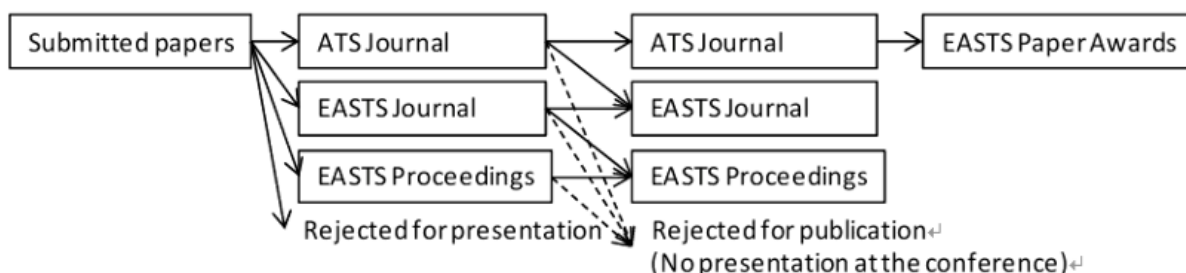 Submitted papers
ATS Journal
ATS Journal
EASTS Paper Awards
EASTS Journal
EASTS Journal
EASTS Proceedings
EASTS Proceedings
Rejected for presentation
Rejected for publication↵
(No presentation at the conference)↵